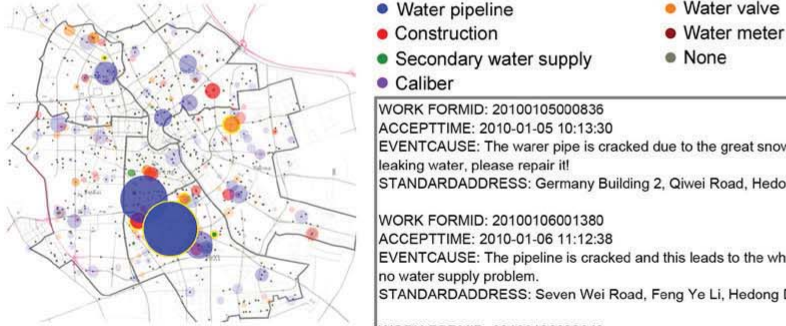 Water pipeline
Water valve
Construction
Water meter
Secondary water supply
None
Caliber
WORK FORMID: 20100105000836
ACCEPTTIME: 2010-01-05 10:13:30
EVENTCAUSE: The warer pipe is cracked due to the great snow
leaking water, please repair it!
STANDARDADDRESS: Germany Building 2, Qiwei Road, Hedo
WORK FORMID: 20100106001380
ACCEPTTIME: 2010-01-06 11:12:38
EVENTCAUSE: The pipeline is cracked and this leads to the wh
no water supply problem.
STANDARDADDRESS: Seven Wei Road, Feng Ye Li, Hedong D